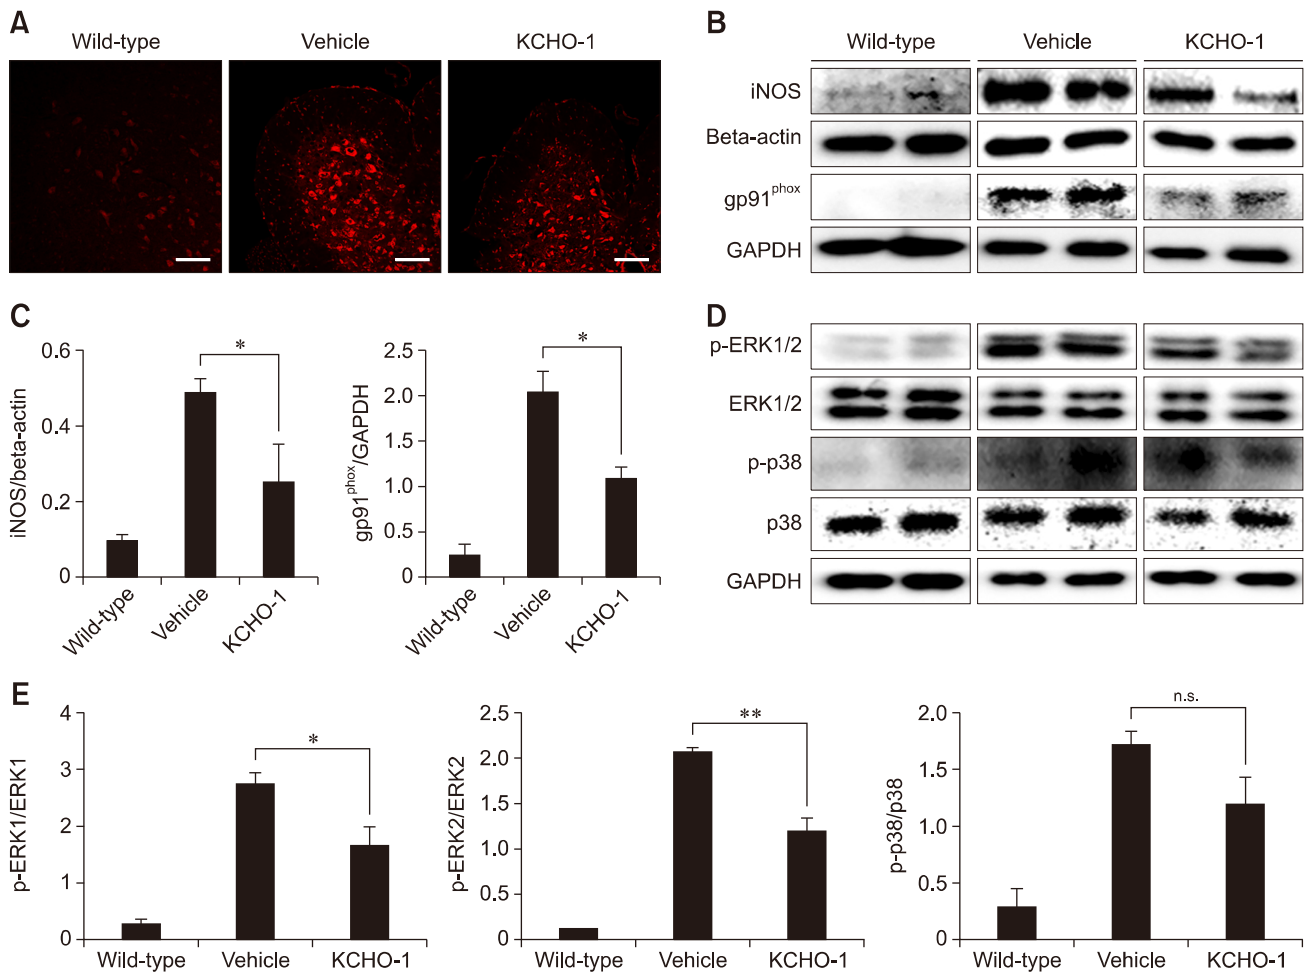 A
Wild-type
Vehicle
KCHO-1
B
Wild-type
Vehicle
KCHO-1
iNOS
Beta-actin
gp91phox
GAPDH
C
iNOS/beta-actin
0.6
0.4
0.2
0
*
Wild-type
Vehicle
KCHO-1
gp91phox/GAPDH
2.5
2.0
1.5
1.0
0.5
0
*
Wild-type
Vehicle
KCHO-1
D
p-ERK1/2
ERK1/2
p-p38
p38
GAPDH
E
p-ERK1/ERK1
4
3
2
1
0
*
Wild-type
Vehicle
KCHO-1
p-ERK2/ERK2
2.5
2.0
1.5
1.0
0.5
0
**
Wild-type
Vehicle
KCHO-1
p-p38/p38
2.0
1.5
1.0
0.5
0
n.s.
Wild-type
Vehicle
KCHO-1